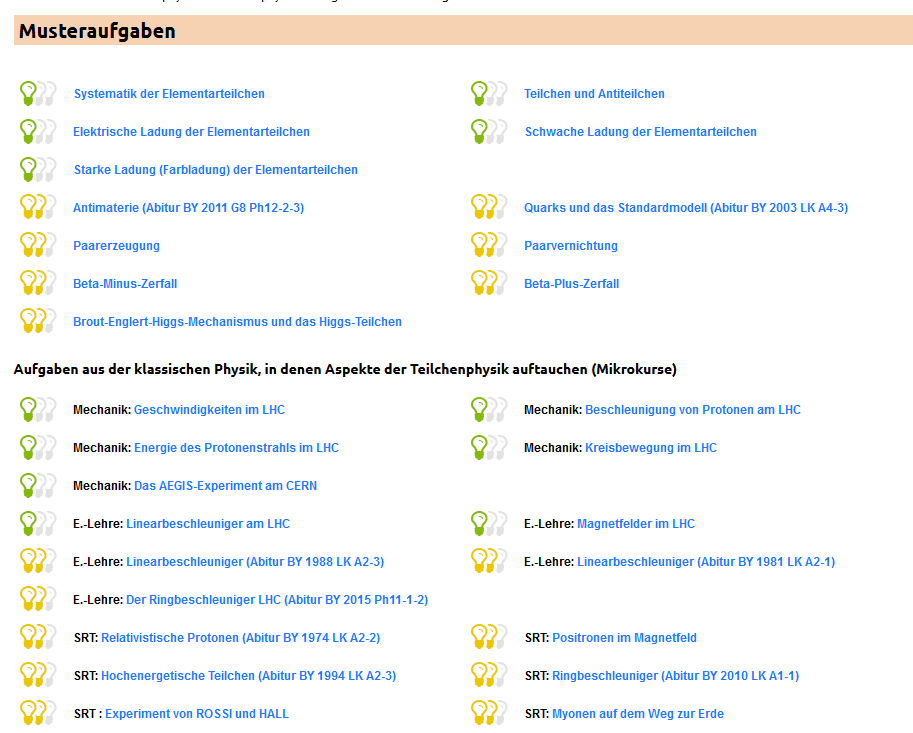 Musteraufgaben
Systematik der Elementarteilchen
Teilchen und Antiteilchen
Elektrische Ladung der Elementarteilchen
Schwache Ladung der Elementarteilchen
Starke Ladung (Farbladung) der Elementarteilchen
Antimaterie (Abitur BY 2011 G8 Ph12-2-3)
Quarks und das Standardmodell (Abitur BY 2003 LK A4-3)
Paarerzeugung
Paarvernichtung
Beta-Minus-Zerfall
Beta-Plus-Zerfall
Brout-Englert-Higgs-Mechanismus und das Higgs-Teilchen
Aufgaben aus der klassischen Physik, in denen Aspekte der Teilchenphysik auftauchen (Mikrokurse)
Mechanik: Geschwindigkeiten im LHC
Mechanik: Beschleunigung von Protonen am LHC
Mechanik: Energie des Protonenstrahls im LHC
Mechanik: Kreisbewegung im LHC
Mechanik: Das AEGIS-Experiment am CERN
E.-Lehre: Linearbeschleuniger am LHC
E.-Lehre: Magnetfelder im LHC
E.-Lehre: Linearbeschleuniger (Abitur BY 1988 LK A2-3)
E.-Lehre: Linearbeschleuniger (Abitur BY 1981 LK A2-1)
E.-Lehre: Der Ringbeschleuniger LHC (Abitur BY 2015 Ph11-1-2)
SRT: Relativistische Protonen (Abitur BY 1974 LK A2-2)
SRT: Positronen im Magnetfeld
SRT: Hochenergetische Teilchen (Abitur BY 1994 LK A2-3)
SRT: Ringbeschleuniger (Abitur BY 2010 LK A1-1)
SRT : Experiment von ROSSI und HALL
SRT: Myonen auf dem Weg zur Erde